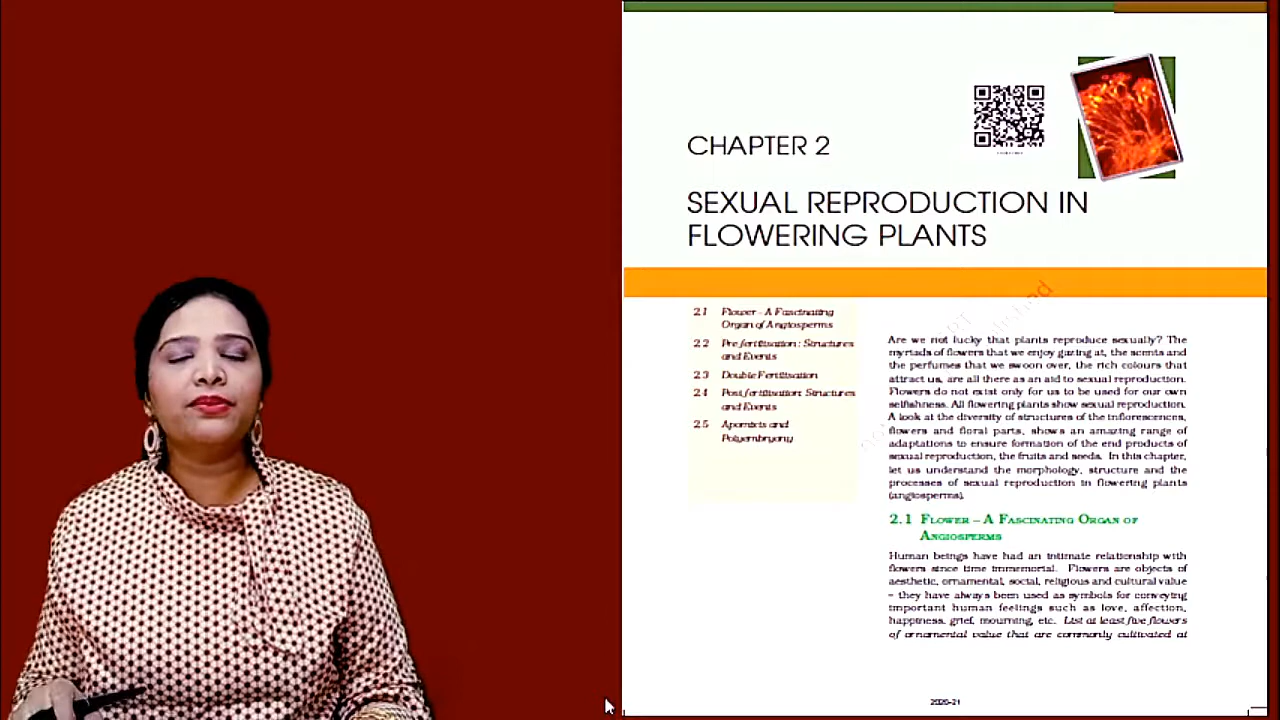 CHAPTER 2
SEXUAL REPRODUCTION IN
FLOWERING PLANTS
2.1 Flower - A Fascinating
Organ of Angiosperms
2.2 Pre-fertilisation : Structures
and Events
2.3 Double Fertilisation
2.4 Post-fertilisation: Structures
and Events
2.5 Apomixis and
Polyembryony
Are we not lucky that plants reproduce sexually? The
myriads of flowers that we enjoy gazing at, the scents and
the perfumes that we swoon over, the rich colours that
attract us, are all there as an aid to sexual reproduction.
Flowers do not exist only for us to be used for our own
selfishness. All flowering plants show sexual reproduction.
A look at the diversity of structures of the inflorescences,
flowers and floral parts, shows an amazing range of
adaptations to ensure formation of the end products of
sexual reproduction, the fruits and seeds. In this chapter,
let us understand the morphology, structure and the
processes of sexual reproduction in flowering plants
(angiosperms).
2.1 FLOWER – A FASCINATING ORGAN OF
ANGIOSPERMS
Human beings have had an intimate relationship with
flowers since time immemorial. Flowers are objects of
aesthetic, ornamental, social, religious and cultural value
– they have always been used as symbols for conveying
important human feelings such as love, affection,
happiness, grief, mourning, etc. List at least five flowers
of ornamental value that are commonly cultivated at
2020-21